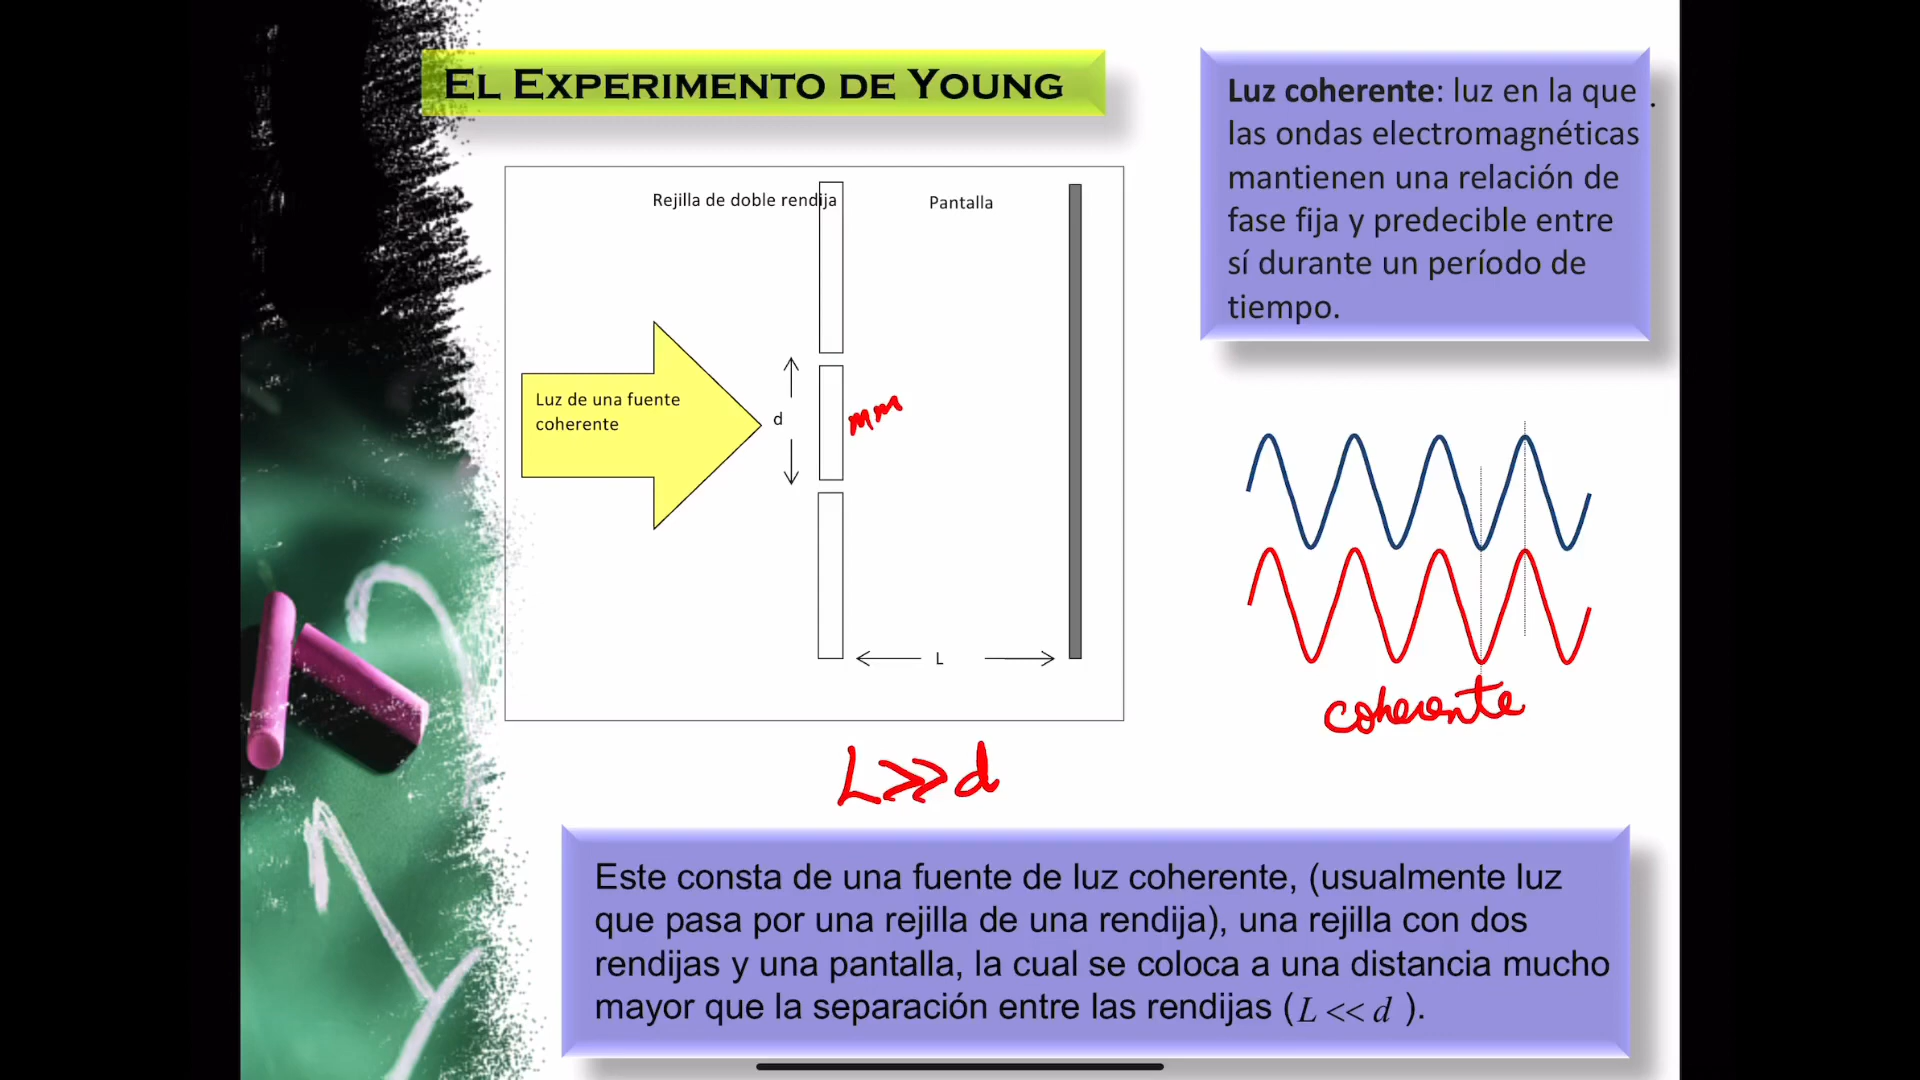 EL EXPERIMENTO DE YOUNG
Luz coherente: luz en la que
las ondas electromagnéticas
mantienen una relación de
fase fija y predecible entre
sí durante un período de
tiempo.
.
Rejilla de doble rendija
Pantalla
Luz de una fuente
coherente
d
mm
L
coherente
L>>d
Este consta de una fuente de luz coherente, (usualmente luz
que pasa por una rejilla de una rendija), una rejilla con dos
rendijas y una pantalla, la cual se coloca a una distancia mucho
mayor que la separación entre las rendijas (L << d ).